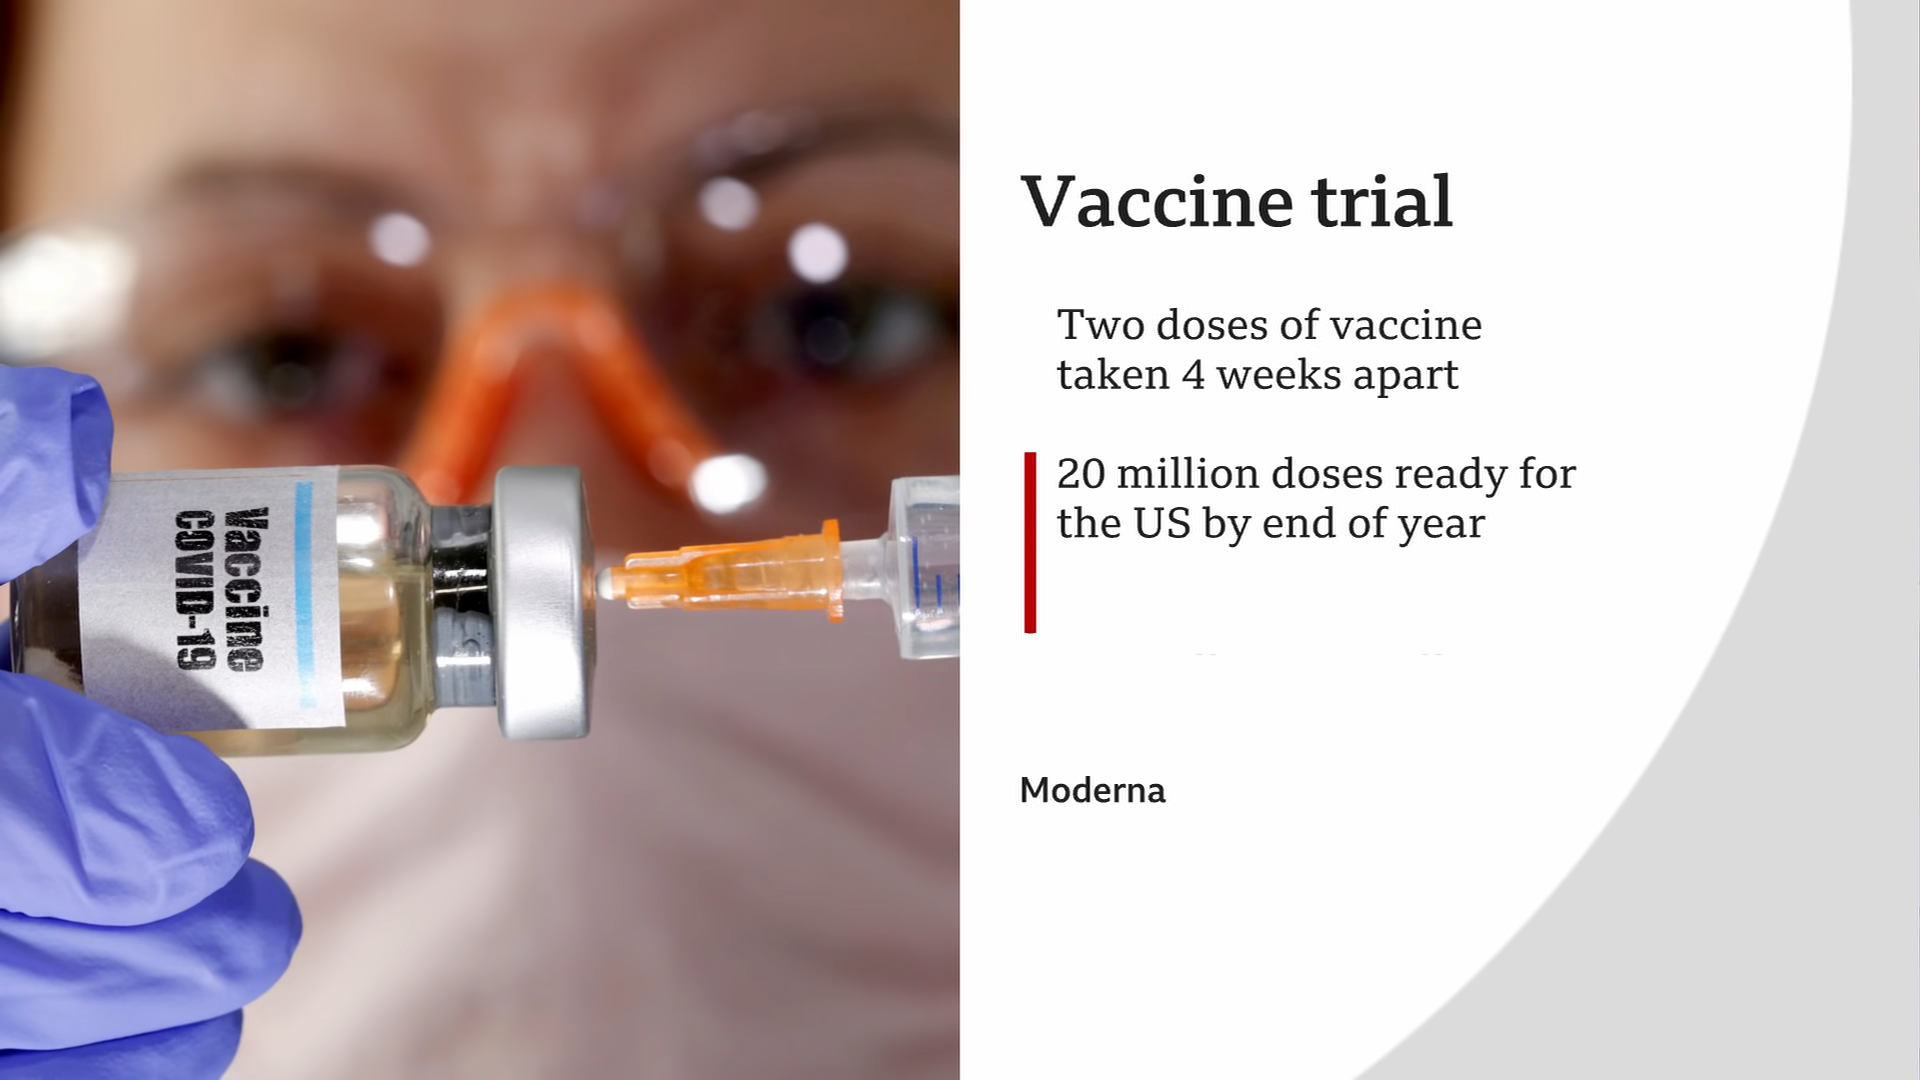 Vaccine
COVID-19
Vaccine trial
Two doses of vaccine
taken 4 weeks apart
20 million doses ready for
the US by end of year
Moderna